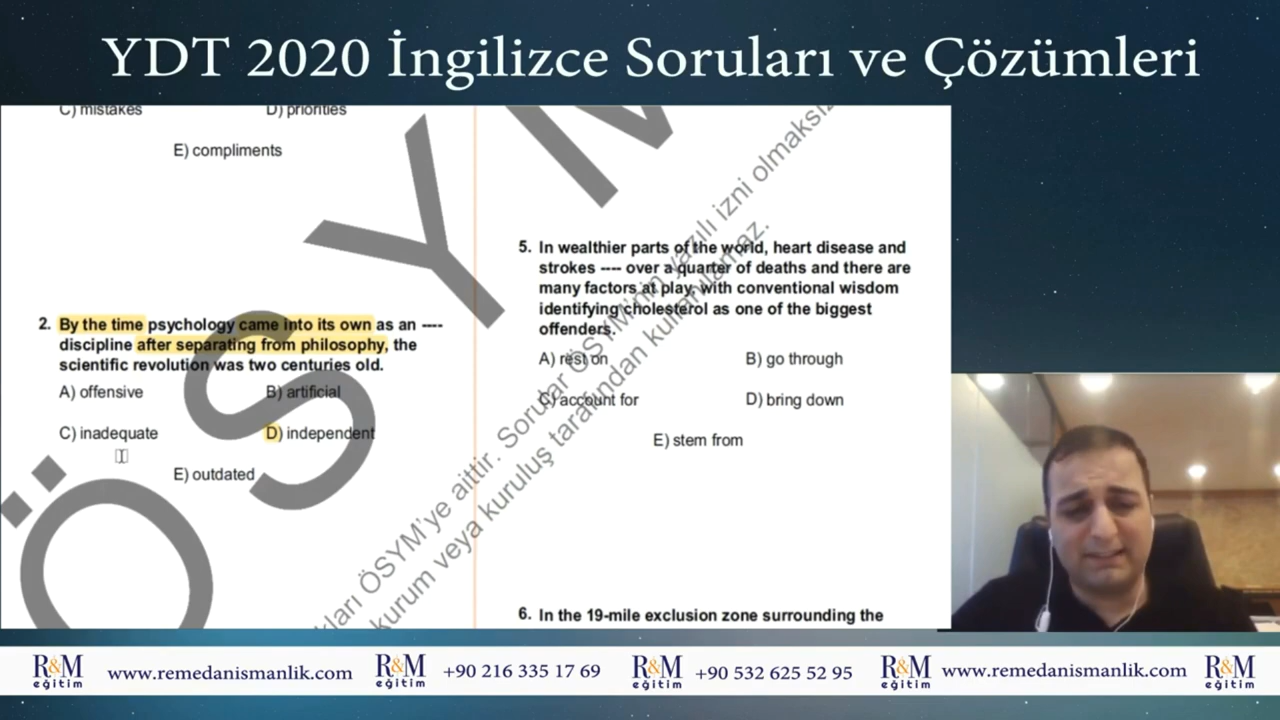 YDT 2020 İngilizce Soruları ve Çözümleri
C) mistakes
D) priorities
E) compliments
2. By the time psychology came into its own as an ----
discipline after separating from philosophy, the
scientific revolution was two centuries old.
A) offensive
B) artificial
C) inadequate
D) independent
E) outdated
5. In wealthier parts of the world, heart disease and
strokes ---- over a quarter of deaths and there are
many factors at play, with conventional wisdom
identifying cholesterol as one of the biggest
offenders.
A) rest on
B) go through
C) account for
D) bring down
E) stem from
6. In the 19-mile exclusion zone surrounding the
ÖSYM
ları ÖSYM'ye aittir. Sorular ÖSYM'nin yazılı izni olmaksız
kurum veya kuruluş tarafından kullanılamaz.
R&M eğitim
www.remedanismanlik.com
R&M eğitim
+90 216 335 17 69
R&M eğitim
+90 532 625 52 95
R&M eğitim
www.remedanismanlik.com
R&M eğitim